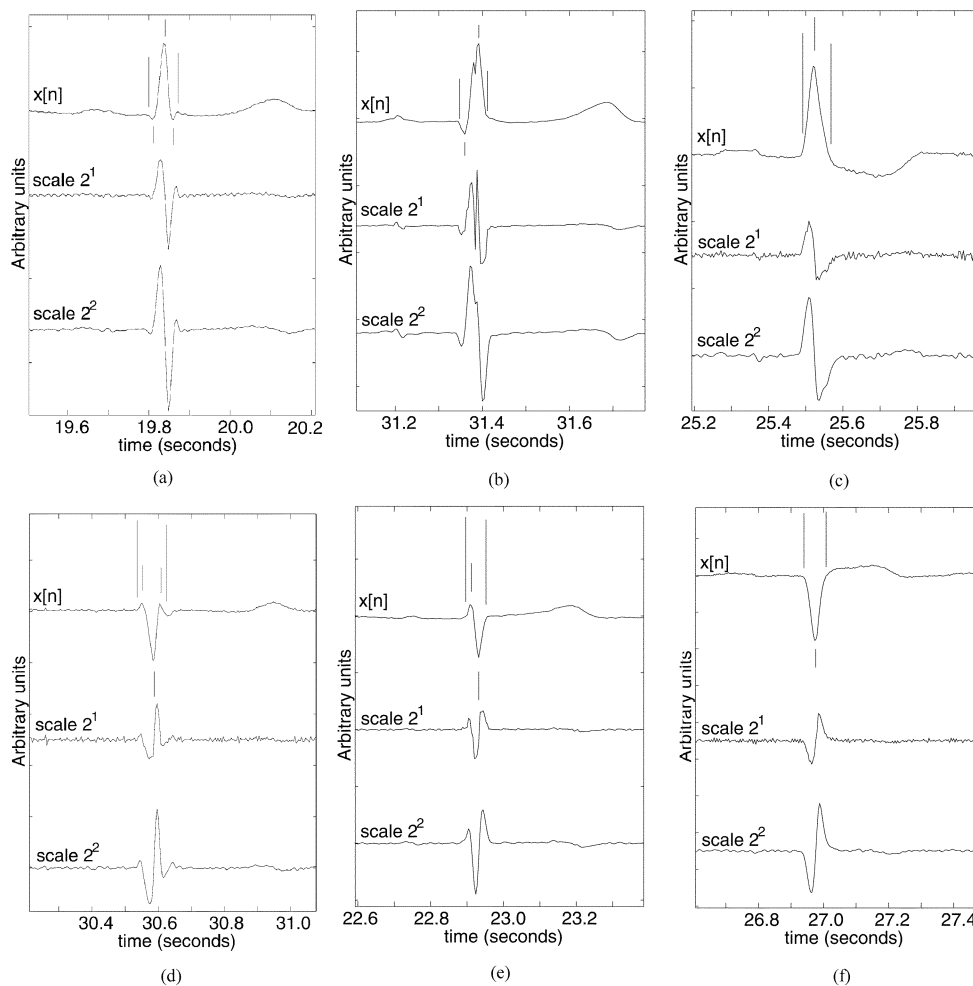 x[n]
scale 2^1
scale 2^2
Arbitrary units
19.6 19.8 20.0 20.2
time (seconds)
(a)
x[n]
scale 2^1
scale 2^2
Arbitrary units
31.2 31.4 31.6
time (seconds)
(b)
x[n]
scale 2^1
scale 2^2
Arbitrary units
25.2 25.4 25.6 25.8
time (seconds)
(c)
x[n]
scale 2^1
scale 2^2
Arbitrary units
30.4 30.6 30.8 31.0
time (seconds)
(d)
x[n]
scale 2^1
scale 2^2
Arbitrary units
22.6 22.8 23.0 23.2
time (seconds)
(e)
x[n]
scale 2^1
scale 2^2
Arbitrary units
26.8 27.0 27.2 27.4
time (seconds)
(f)